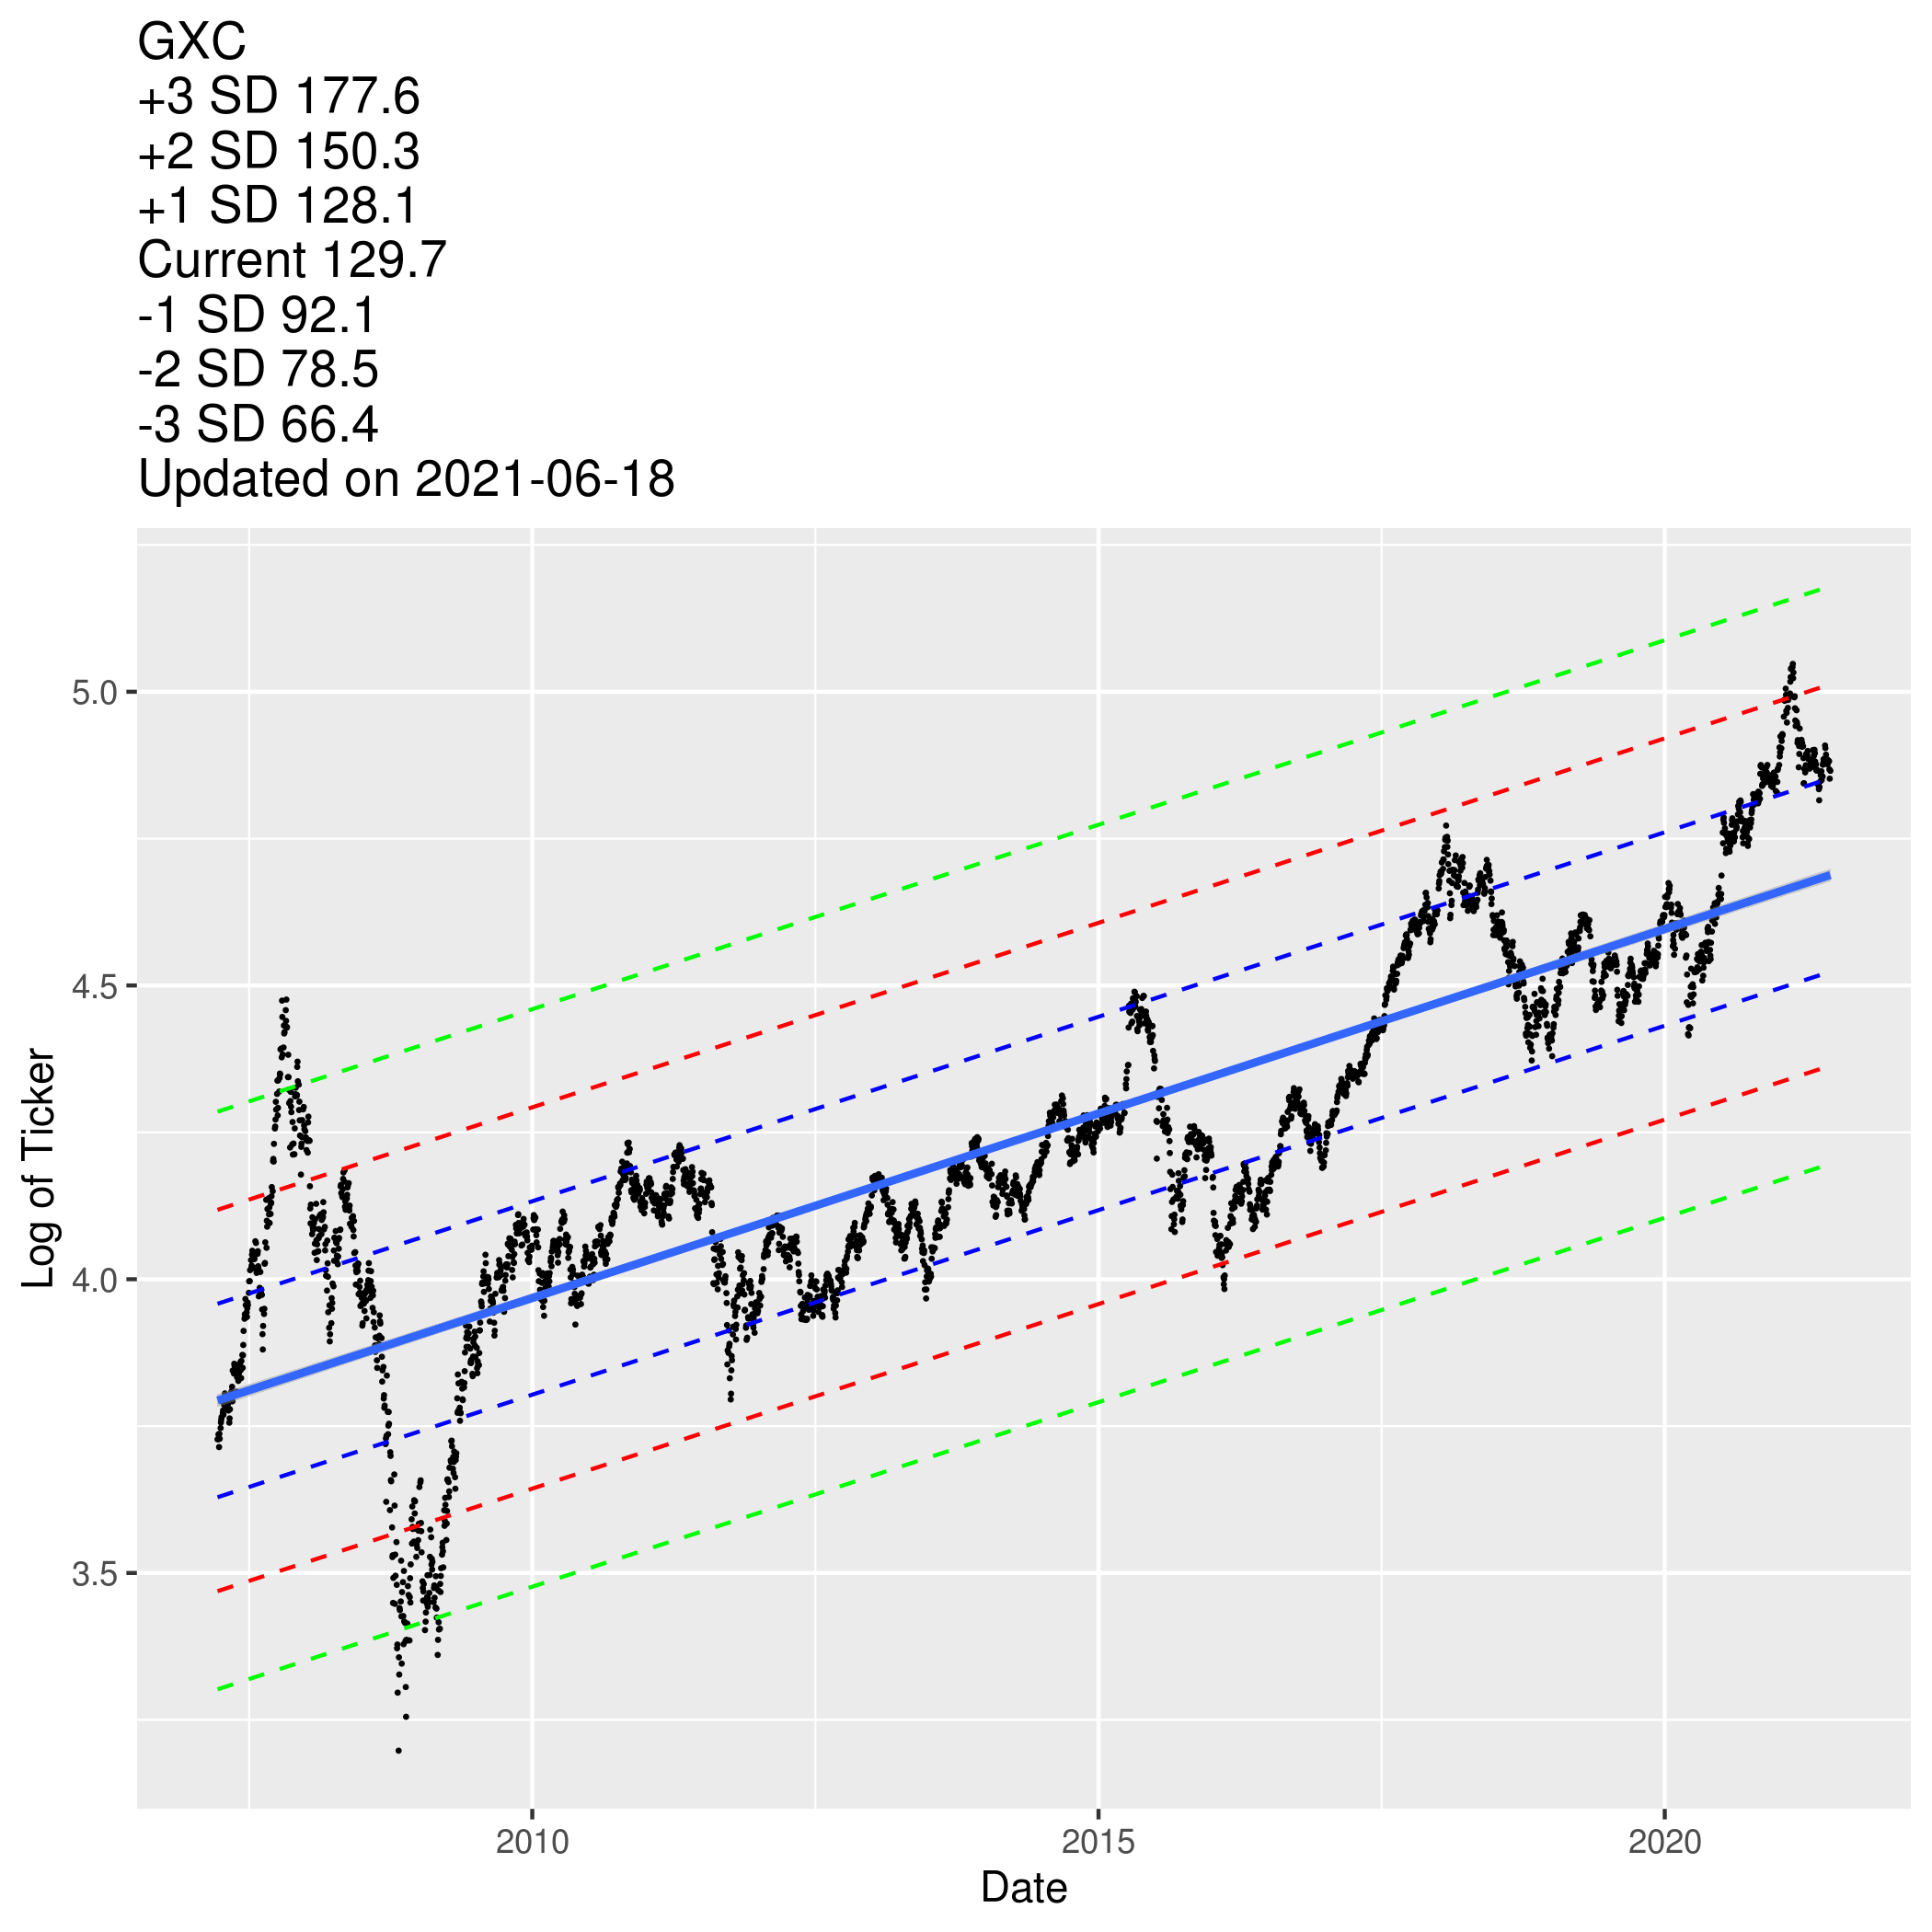 GXC
+3 SD 177.6
+2 SD 150.3
+1 SD 128.1
Current 129.7
-1 SD 92.1
-2 SD 78.5
-3 SD 66.4
Updated on 2021-06-18
5.0
4.5
4.0
3.5
Log of Ticker
2010
2015
2020
Date